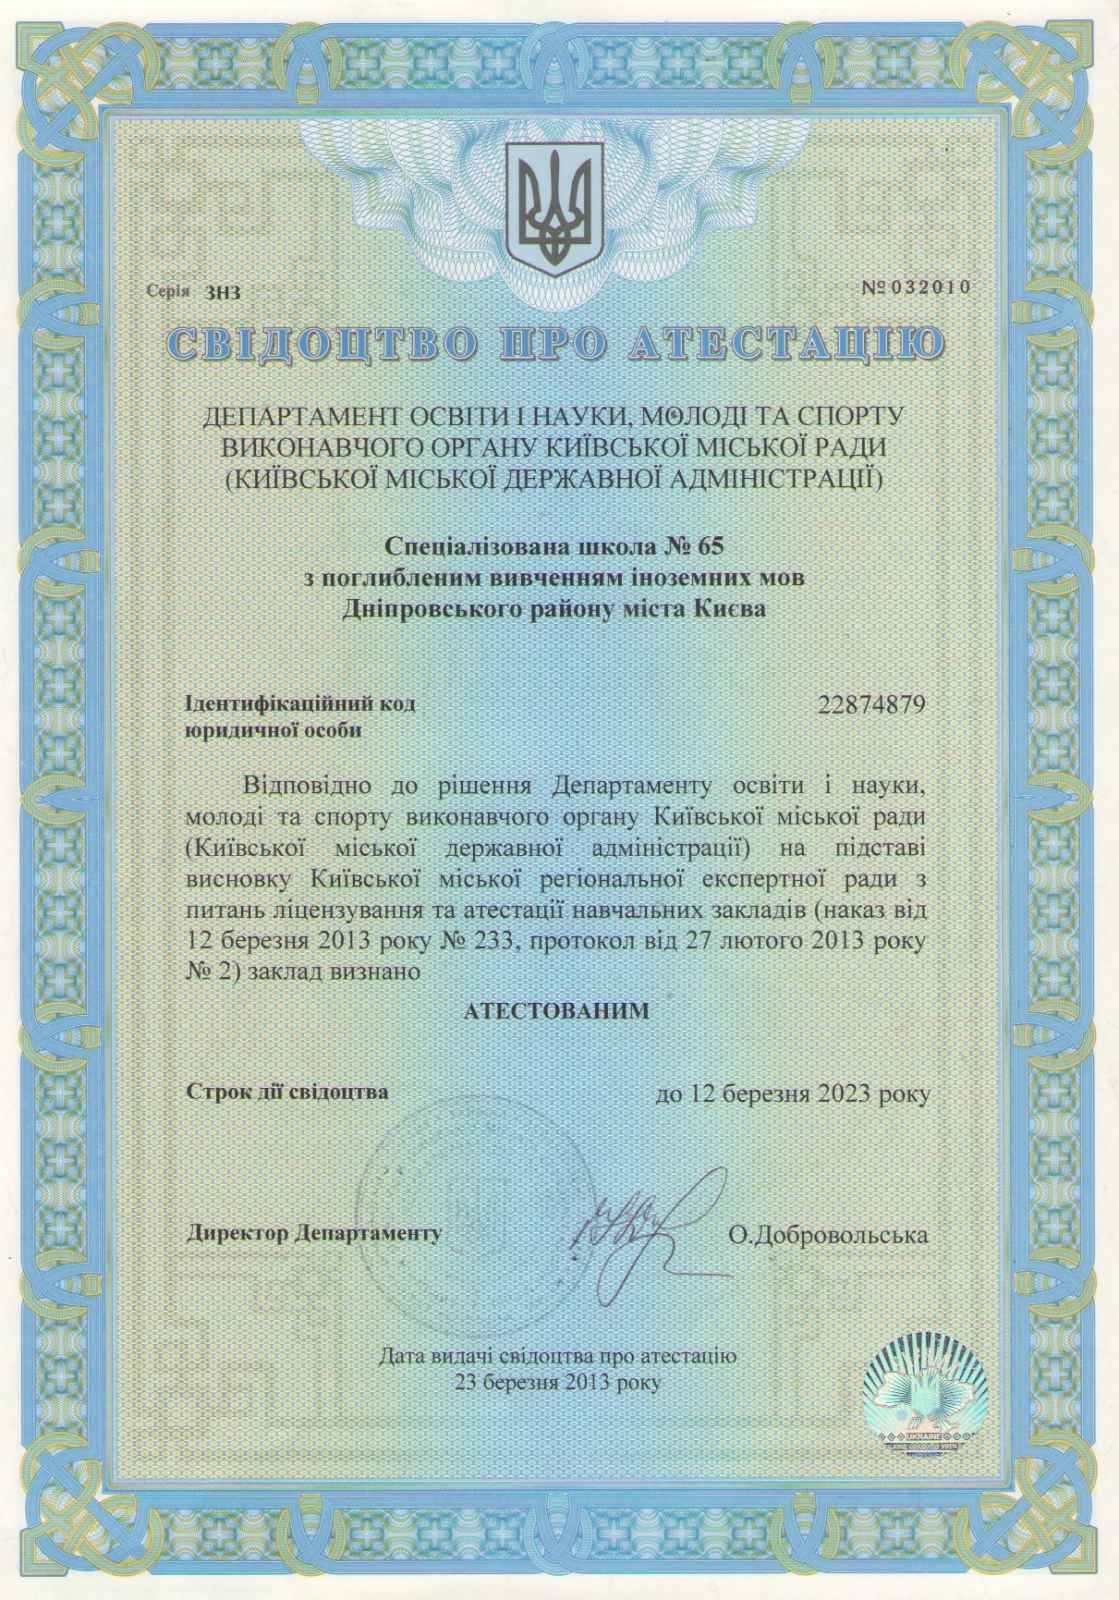 Серія ЗНЗ
№ 032010
СВІДОЦТВО ПРО АТЕСТАЦІЮ
ДЕПАРТАМЕНТ ОСВІТИ І НАУКИ, МОЛОДІ ТА СПОРТУ
ВИКОНАВЧОГО ОРГАНУ КИЇВСЬКОЇ МІСЬКОЇ РАДИ
(КИЇВСЬКОЇ МІСЬКОЇ ДЕРЖАВНОЇ АДМІНІСТРАЦІЇ)
Спеціалізована школа № 65
з поглибленим вивченням іноземних мов
Дніпровського району міста Києва
Ідентифікаційний код
юридичної особи
22874879
Відповідно до рішення Департаменту освіти і науки,
молоді та спорту виконавчого органу Київської міської ради
(Київської міської державної адміністрації) на підставі
висновку Київської міської регіональної експертної ради з
питань ліцензування та атестації навчальних закладів (наказ від
12 березня 2013 року № 233, протокол від 27 лютого 2013 року
№ 2) заклад визнано
АТЕСТОВАНИМ
Строк дії свідоцтва
до 12 березня 2023 року
Директор Департаменту
О.Добровольська
Дата видачі свідоцтва про атестацію
23 березня 2013 року
UKRAINE